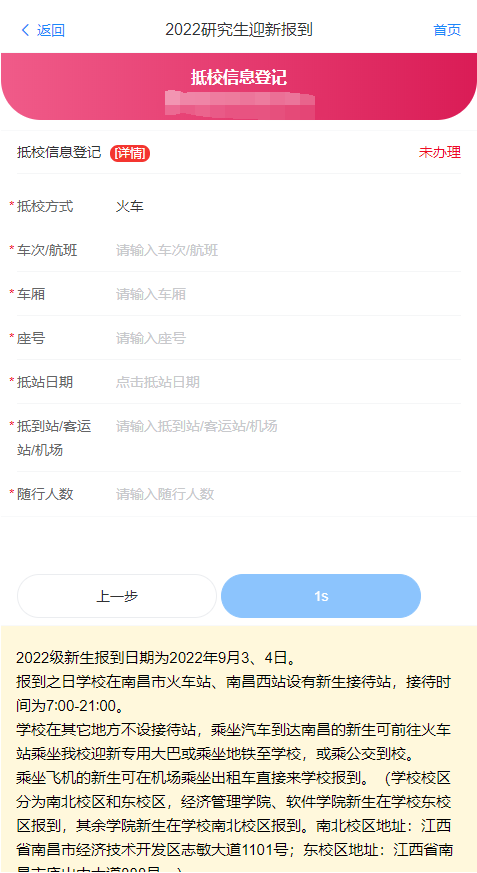 返回 2022研究生迎新报到 首页
抵校信息登记
抵校信息登记 [详情] 未办理
*抵校方式 火车
*车次/航班 请输入车次/航班
*车厢 请输入车厢
*座号 请输入座号
*抵站日期 点击抵站日期
*抵到站/客运 请输入抵到站/客运站/机场
站/机场
*随行人数 请输入随行人数
上一步 1s
2022级新生报到日期为2022年9月3、4日。
报到之日学校在南昌市火车站、南昌西站设有新生接待站，接待时
间为7:00-21:00。
学校在其它地方不设接待站，乘坐汽车到达南昌的新生可前往火车
站乘坐我校迎新专用大巴或乘坐地铁至学校，或乘公交到校。
乘坐飞机的新生可在机场乘坐出租车直接来学校报到。（学校校区
分为南北校区和东校区，经济管理学院、软件学院新生在学校东校
区报到，其余学院新生在学校南北校区报到。南北校区地址：江西
省南昌市经济技术开发区志敏大道1101号；东校区地址：江西省南